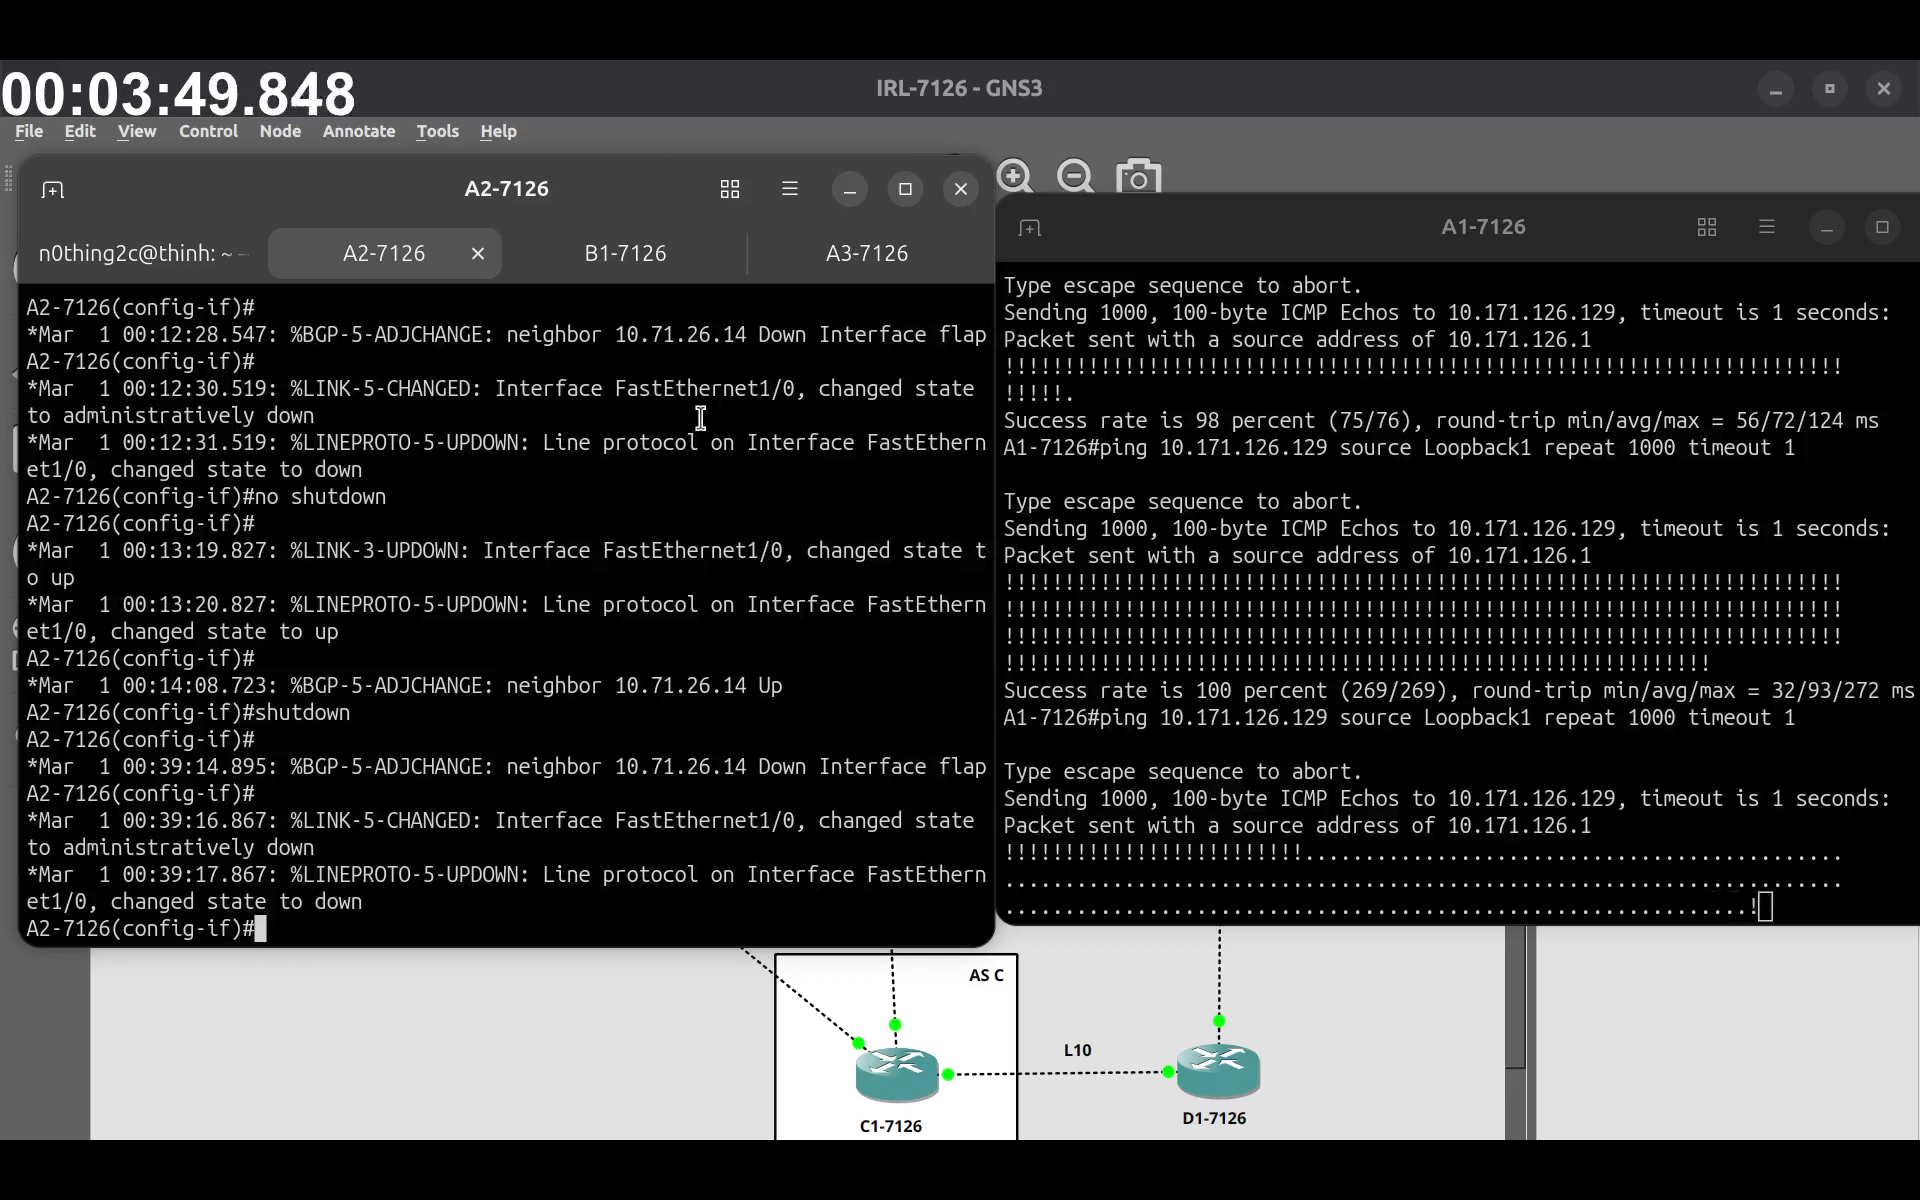 00:03:49.848
IRL-7126 - GNS3
File Edit View Control Node Annotate Tools Help
A2-7126
n0thing2c@thinh: ~
A2-7126
B1-7126
A3-7126
A2-7126(config-if)#
*Mar  1 00:12:28.547: %BGP-5-ADJCHANGE: neighbor 10.71.26.14 Down Interface flap
A2-7126(config-if)#
*Mar  1 00:12:30.519: %LINK-5-CHANGED: Interface FastEthernet1/0, changed state
to administratively down
*Mar  1 00:12:31.519: %LINEPROTO-5-UPDOWN: Line protocol on Interface FastEthern
et1/0, changed state to down
A2-7126(config-if)#no shutdown
A2-7126(config-if)#
*Mar  1 00:13:19.827: %LINK-3-UPDOWN: Interface FastEthernet1/0, changed state t
o up
*Mar  1 00:13:20.827: %LINEPROTO-5-UPDOWN: Line protocol on Interface FastEthern
et1/0, changed state to up
A2-7126(config-if)#
*Mar  1 00:14:08.723: %BGP-5-ADJCHANGE: neighbor 10.71.26.14 Up
A2-7126(config-if)#shutdown
A2-7126(config-if)#
*Mar  1 00:39:14.895: %BGP-5-ADJCHANGE: neighbor 10.71.26.14 Down Interface flap
A2-7126(config-if)#
*Mar  1 00:39:16.867: %LINK-5-CHANGED: Interface FastEthernet1/0, changed state
to administratively down
*Mar  1 00:39:17.867: %LINEPROTO-5-UPDOWN: Line protocol on Interface FastEthern
et1/0, changed state to down
A2-7126(config-if)#
A1-7126
Type escape sequence to abort.
Sending 1000, 100-byte ICMP Echos to 10.171.126.129, timeout is 1 seconds:
Packet sent with a source address of 10.171.126.1
!!!!!!!!!!!!!!!!!!!!!!!!!!!!!!!!!!!!!!!!!!!!!!!!!!!!!!!!!!!!!!!!!!!!!!
!!!!!.
Success rate is 98 percent (75/76), round-trip min/avg/max = 56/72/124 ms
A1-7126#ping 10.171.126.129 source Loopback1 repeat 1000 timeout 1
Type escape sequence to abort.
Sending 1000, 100-byte ICMP Echos to 10.171.126.129, timeout is 1 seconds:
Packet sent with a source address of 10.171.126.1
!!!!!!!!!!!!!!!!!!!!!!!!!!!!!!!!!!!!!!!!!!!!!!!!!!!!!!!!!!!!!!!!!!!!!!
!!!!!!!!!!!!!!!!!!!!!!!!!!!!!!!!!!!!!!!!!!!!!!!!!!!!!!!!!!!!!!!!!!!!!!
!!!!!!!!!!!!!!!!!!!!!!!!!!!!!!!!!!!!!!!!!!!!!!!!!!!!!!!!!!!!!!!!!!!!!!
!!!!!!!!!!!!!!!!!!!!!!!!!!!!!!!!!!!!!!!!!!!!!!!!!!!!!!!!!!!
Success rate is 100 percent (269/269), round-trip min/avg/max = 32/93/272 ms
A1-7126#ping 10.171.126.129 source Loopback1 repeat 1000 timeout 1
Type escape sequence to abort.
Sending 1000, 100-byte ICMP Echos to 10.171.126.129, timeout is 1 seconds:
Packet sent with a source address of 10.171.126.1
!!!!!!!!!!!!!!!!!!!!!!!!!.............................................
......................................................................
..............................................................!
AS C
L10
C1-7126
D1-7126